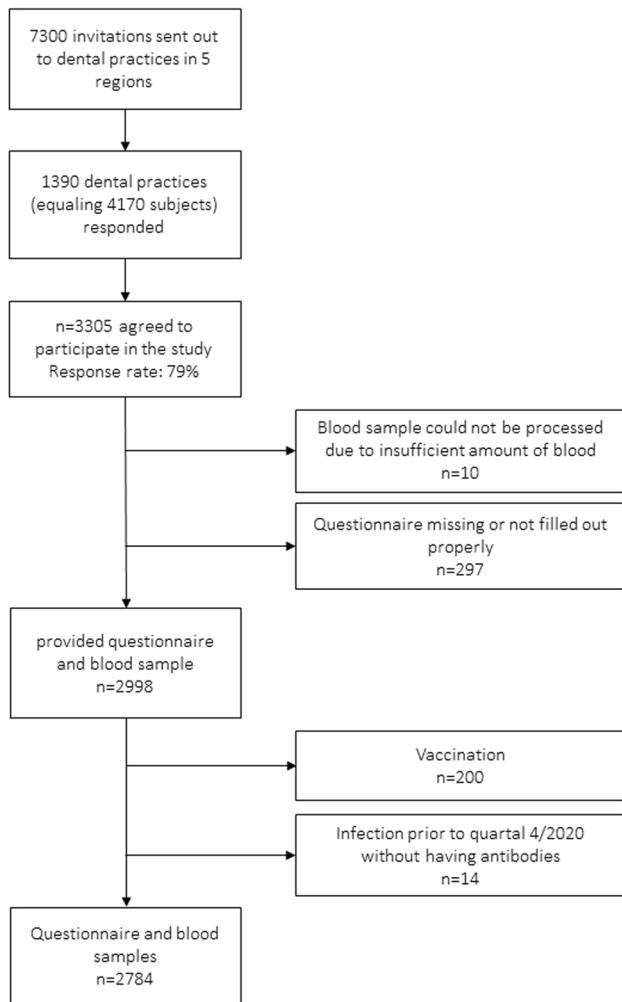 7300 invitations sent out
to dental practices in 5
regions
1390 dental practices
(equaling 4170 subjects)
responded
n=3305 agreed to
participate in the study
Response rate: 79%
Blood sample could not be processed
due to insufficient amount of blood
n=10
Questionnaire missing or not filled out
properly
n=297
provided questionnaire
and blood sample
n=2998
Vaccination
n=200
Infection prior to quartal 4/2020
without having antibodies
n=14
Questionnaire and blood
samples
n=2784